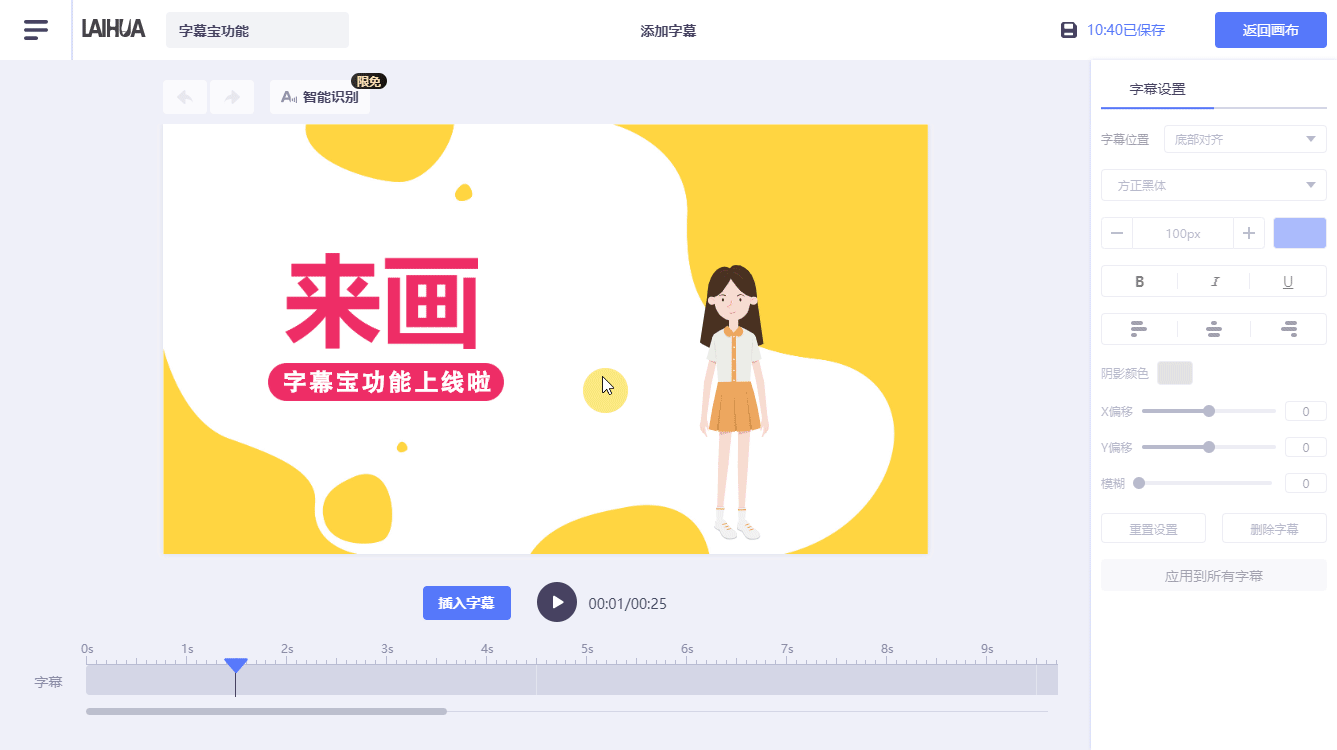 LAIHUA 字幕宝功能 添加字幕 10:40已保存 返回画布
限免
智能识别
来画
字幕宝功能上线啦
插入字幕 00:01/00:25
0s 1s 2s 3s 4s 5s 6s 7s 8s 9s
字幕
字幕设置
字幕位置 底部对齐
方正黑体
100px
B I U
阴影颜色
X偏移 0
Y偏移 0
模糊 0
重置设置 删除字幕
应用到所有字幕